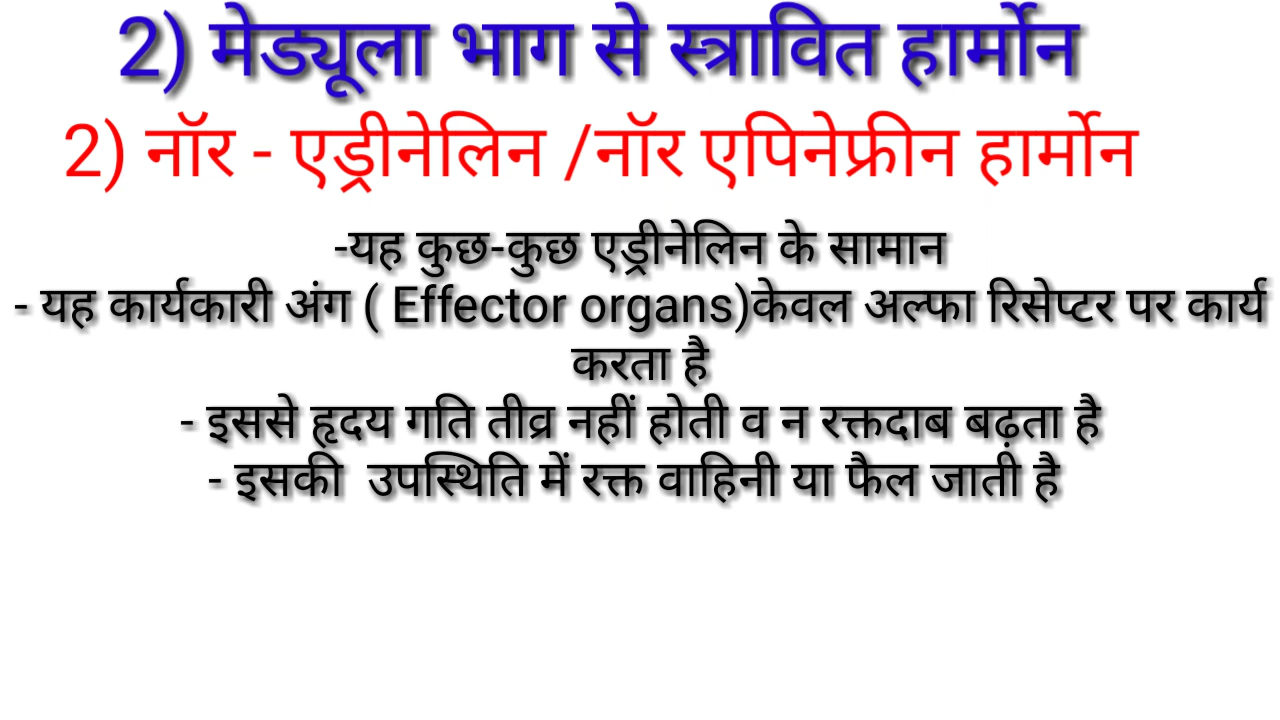 2) मेड्यूला भाग से स्त्रावित हार्मोन
2) नॉर - एड्रीनेलिन /नॉर एपिनेफ्रीन हार्मोन
-यह कुछ-कुछ एड्रीनेलिन के सामान
- यह कार्यकारी अंग ( Effector organs)केवल अल्फा रिसेप्टर पर कार्य
करता है
- इससे हृदय गति तीव्र नहीं होती व न रक्तदाब बढ़ता है
- इसकी उपस्थिति में रक्त वाहिनी या फैल जाती है